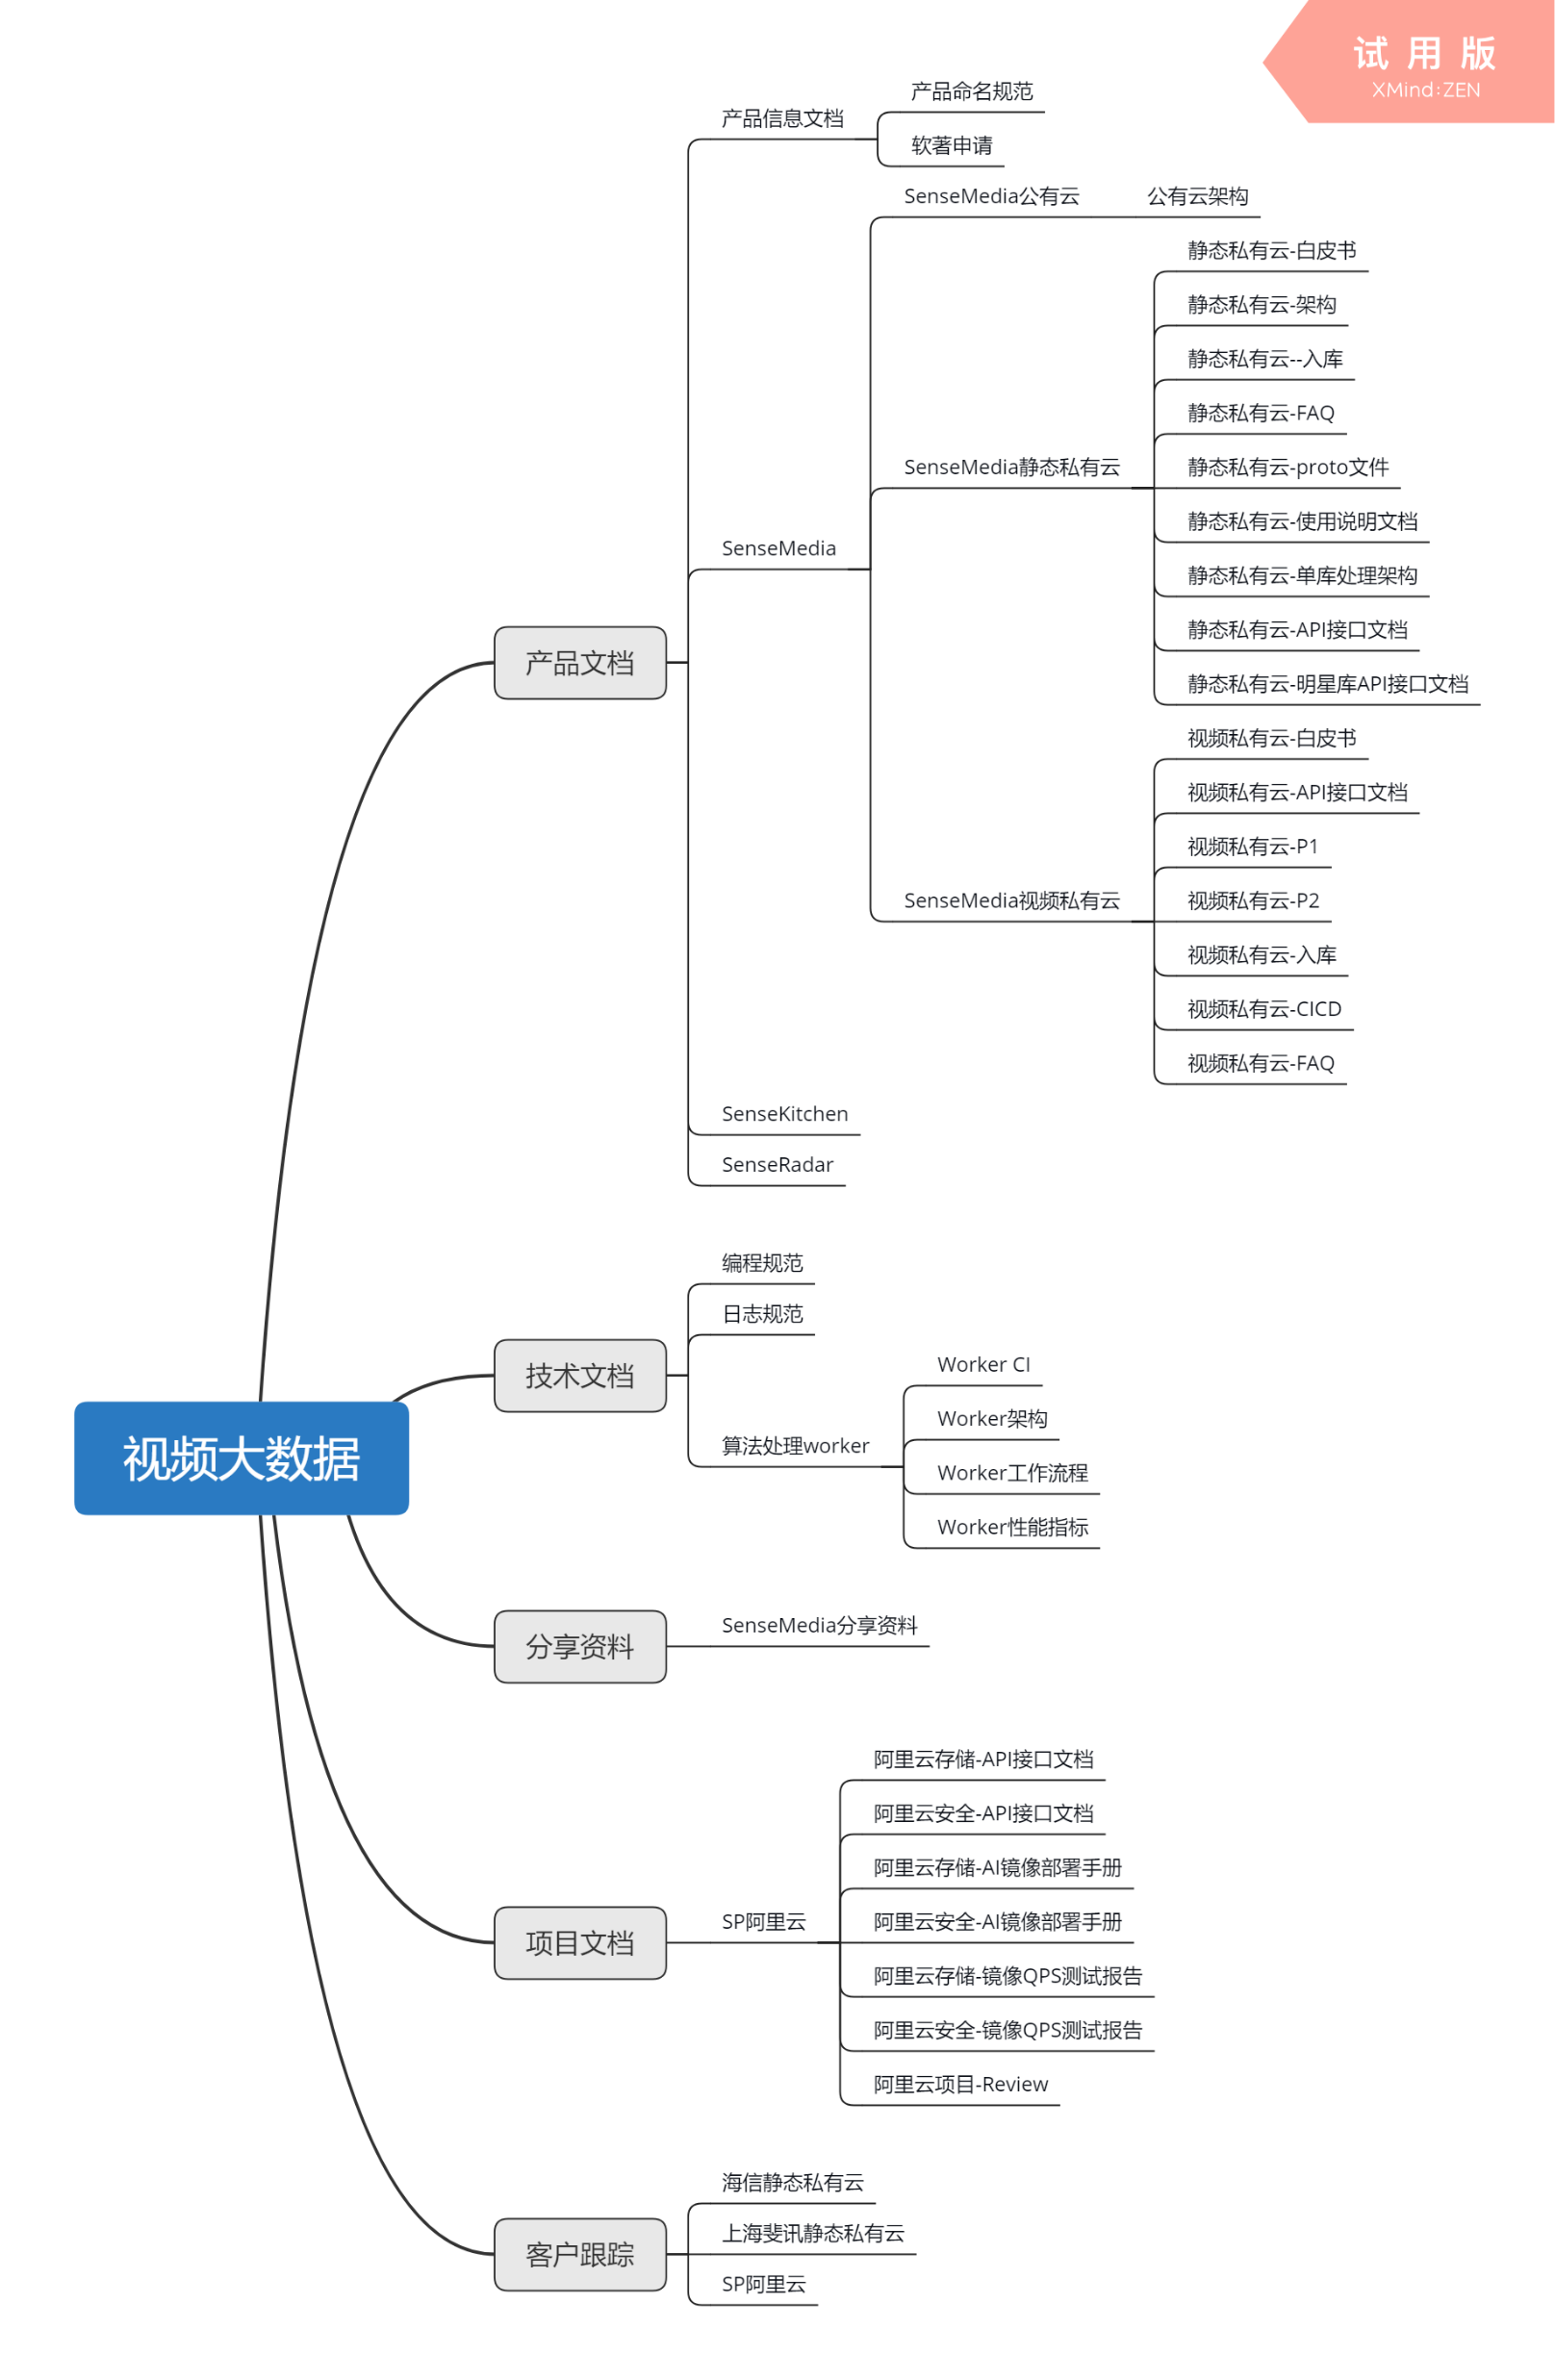 试用版
XMind:ZEN
视频大数据
产品文档
产品信息文档
产品命名规范
软著申请
SenseMedia
SenseMedia公有云
公有云架构
SenseMedia静态私有云
静态私有云-白皮书
静态私有云-架构
静态私有云--入库
静态私有云-FAQ
静态私有云-proto文件
静态私有云-使用说明文档
静态私有云-单库处理架构
静态私有云-API接口文档
静态私有云-明星库API接口文档
SenseMedia视频私有云
视频私有云-白皮书
视频私有云-API接口文档
视频私有云-P1
视频私有云-P2
视频私有云-入库
视频私有云-CICD
视频私有云-FAQ
SenseKitchen
SenseRadar
技术文档
编程规范
日志规范
算法处理worker
Worker CI
Worker架构
Worker工作流程
Worker性能指标
分享资料
SenseMedia分享资料
项目文档
SP阿里云
阿里云存储-API接口文档
阿里云安全-API接口文档
阿里云存储-AI镜像部署手册
阿里云安全-AI镜像部署手册
阿里云存储-镜像QPS测试报告
阿里云安全-镜像QPS测试报告
阿里云项目-Review
客户跟踪
海信静态私有云
上海斐讯静态私有云
SP阿里云